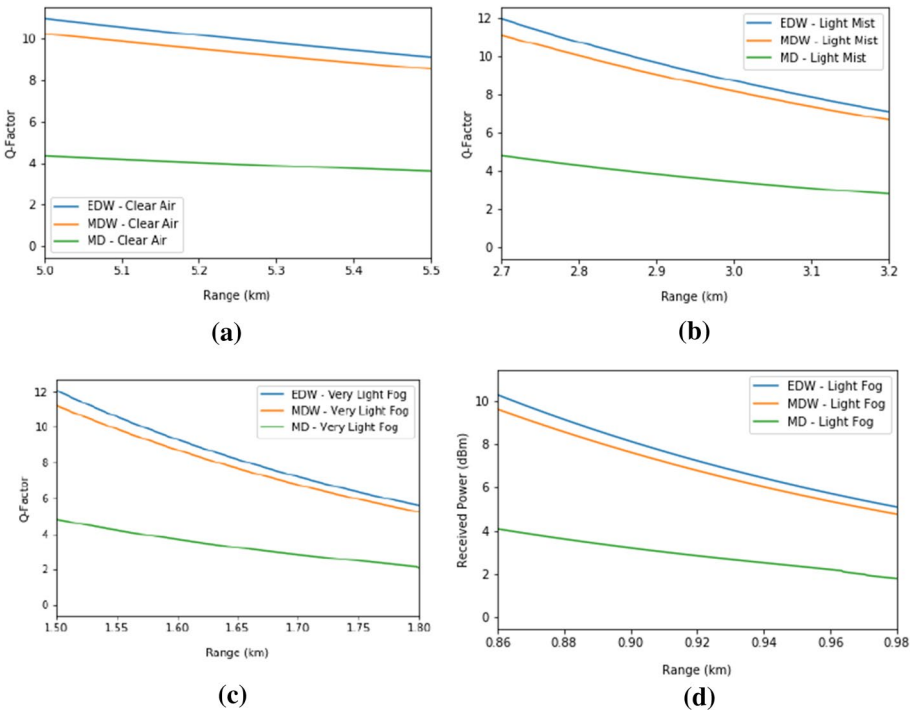 10
8
6
4
2
0
Q-Factor
EDW - Clear Air
MDW - Clear Air
MD - Clear Air
5.0 5.1 5.2 5.3 5.4 5.5
Range (km)
(a)
12
10
8
6
4
2
0
Q-Factor
EDW - Light Mist
MDW - Light Mist
MD - Light Mist
2.7 2.8 2.9 3.0 3.1 3.2
Range (km)
(b)
12
10
8
6
4
2
0
Q-Factor
EDW - Very Light Fog
MDW - Very Light Fog
MD - Very Light Fog
1.50 1.55 1.60 1.65 1.70 1.75 1.80
Range (km)
(c)
10
8
6
4
2
0
Received Power (dBm)
EDW - Light Fog
MDW - Light Fog
MD - Light Fog
0.86 0.88 0.90 0.92 0.94 0.96 0.98
Range (km)
(d)